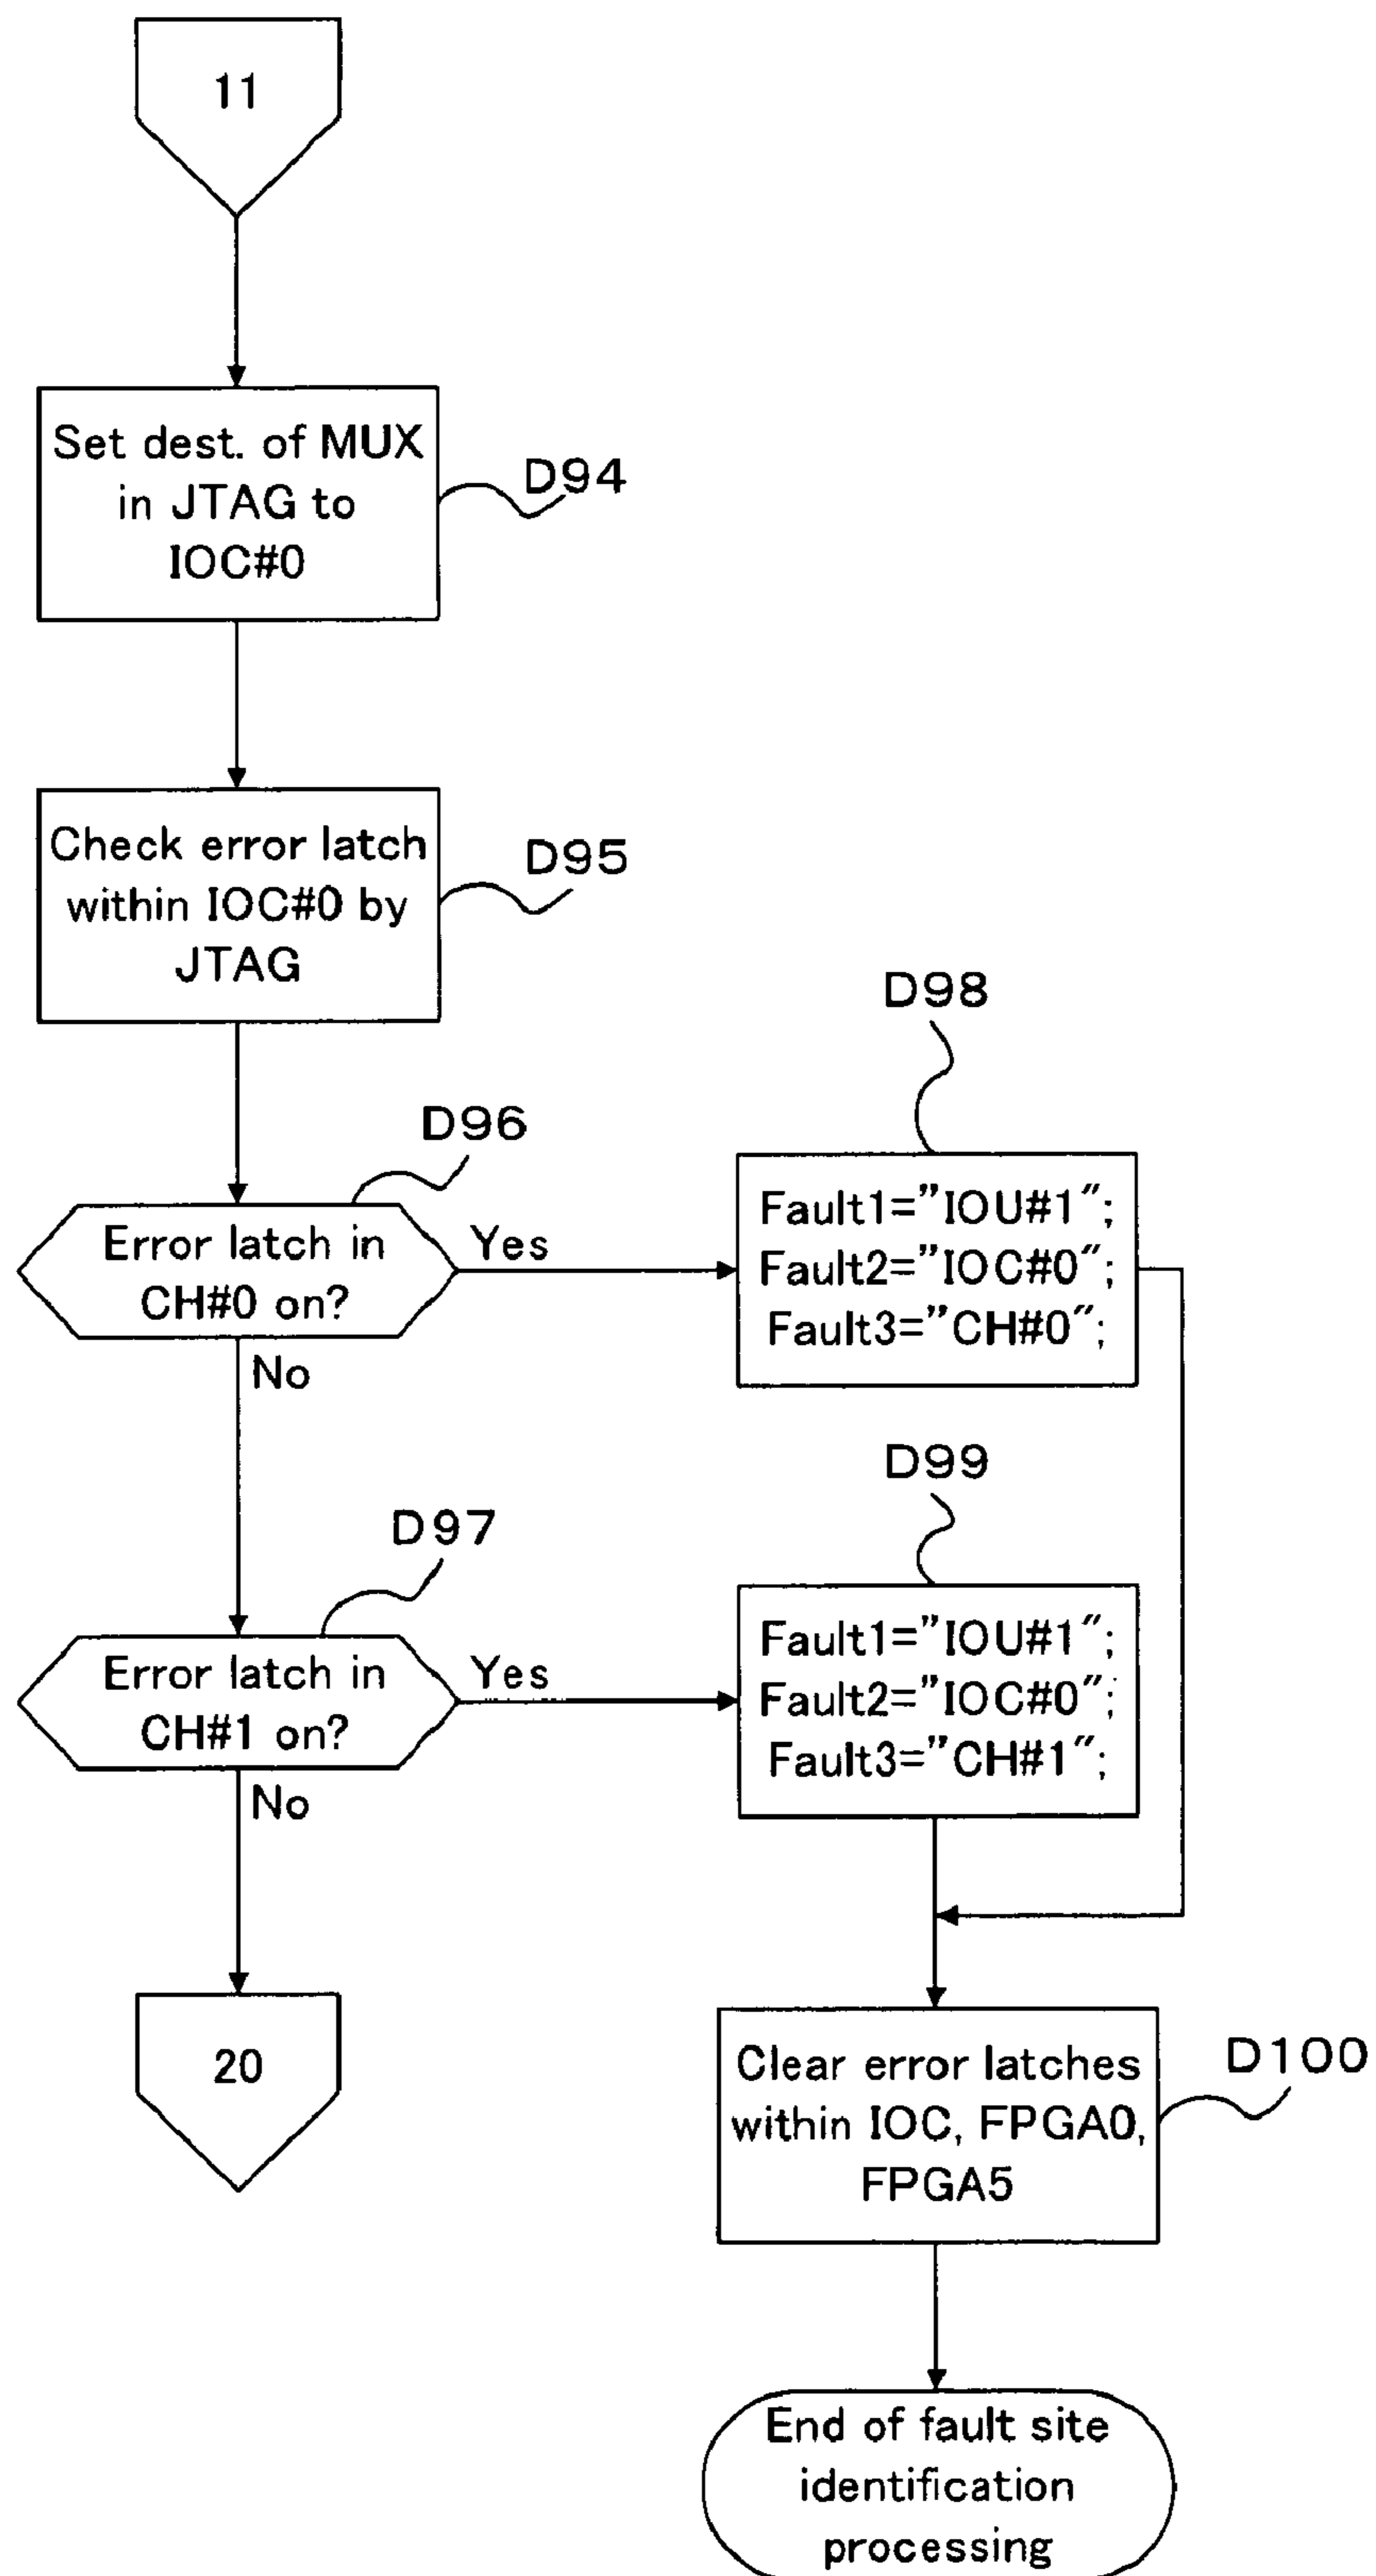 11
Set dest. of MUX
in JTAG to
IOC#0
D94
Check error latch
within IOC#0 by
JTAG
D95
D96
Error latch in
CH#0 on?
Yes
No
D98
Fault1="IOU#1";
Fault2="IOC#0";
Fault3="CH#0";
D97
Error latch in
CH#1 on?
Yes
No
D99
Fault1="IOU#1";
Fault2="IOC#0";
Fault3="CH#1";
20
Clear error latches
within IOC, FPGA0,
FPGA5
D100
End of fault site
identification
processing